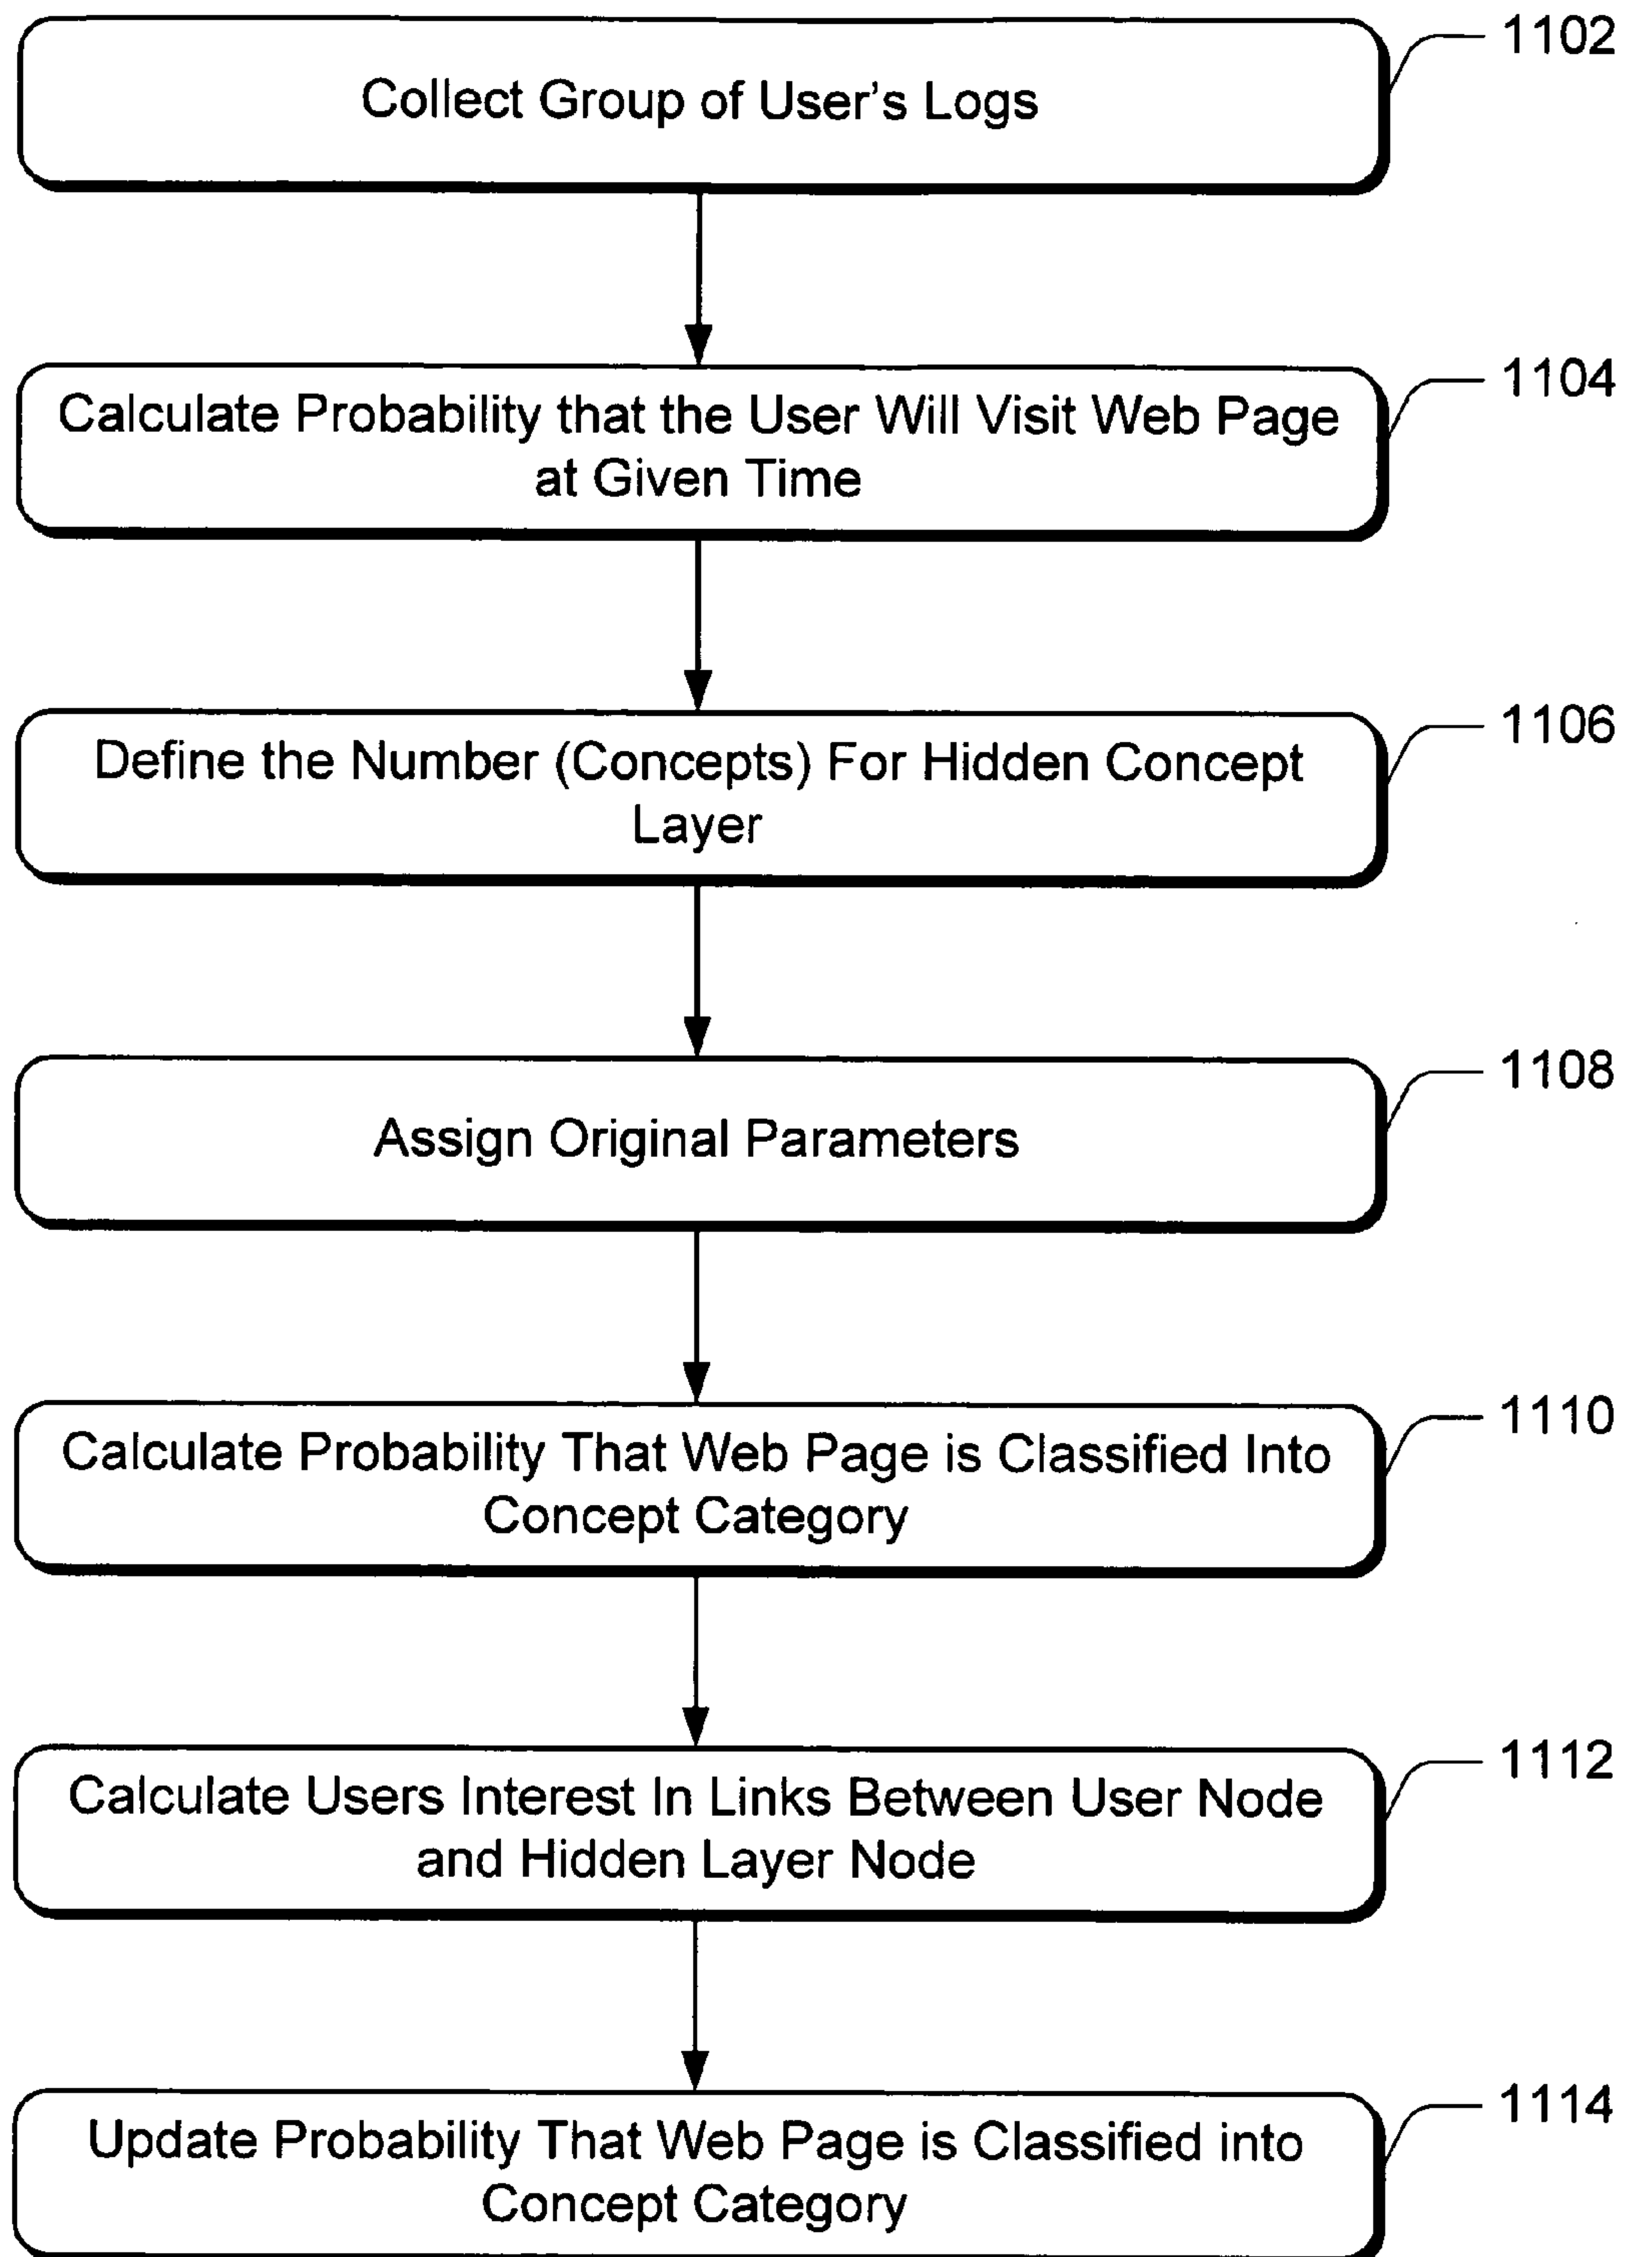 1102
Collect Group of User's Logs
1104
Calculate Probability that the User Will Visit Web Page
at Given Time
1106
Define the Number (Concepts) For Hidden Concept
Layer
1108
Assign Original Parameters
1110
Calculate Probability That Web Page is Classified Into
Concept Category
1112
Calculate Users Interest In Links Between User Node
and Hidden Layer Node
1114
Update Probability That Web Page is Classified into
Concept Category